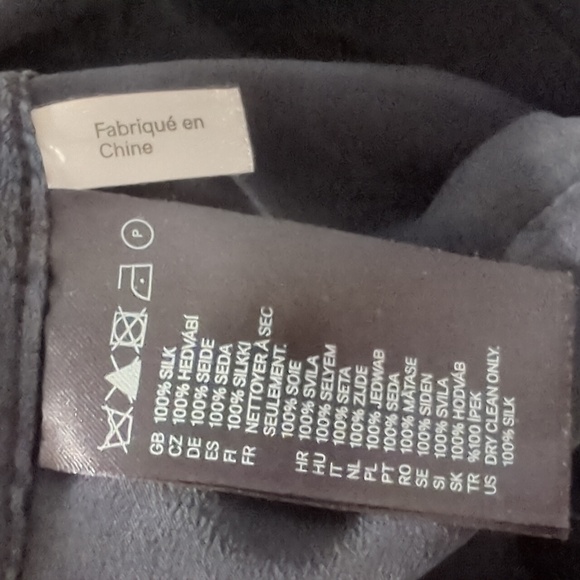 Fabriqué en
Chine
P
GB 100% SILK
CZ 100% HEDVÁBÍ
DE 100% SEIDE
ES 100% SEDA
FI 100% SILKKI
FR NETTOYER À SEC
SEULEMENT.
100% SOIE
HR 100% SVILA
HU 100% SELYEM
IT 100% SETA
NL 100% ZIJDE
PL 100% JEDWAB
PT 100% SEDA
RO 100% MĂTASE
SE 100% SIDEN
SI 100% SVILA
SK 100% HODVÁB
TR %100 İPEK
US DRY CLEAN ONLY.
100% SILK